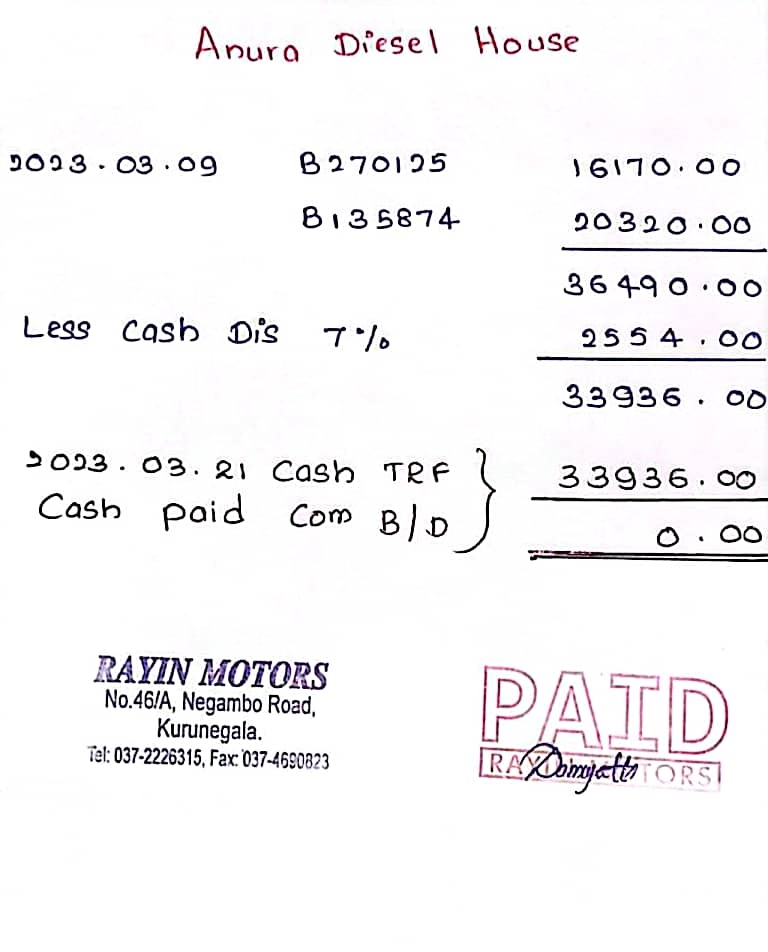 Anura Diesel House
2023.03.09 B270125 16170.00
B135874 20320.00
36490.00
Less Cash Dis 7% 2554.00
33936.00
2023.03.21 Cash TRF 33936.00
Cash paid Com B/D
0.00
RAYIN MOTORS
No.46/A, Negambo Road,
Kurunegala.
Tel: 037-2226315, Fax: 037-4690823
PAID